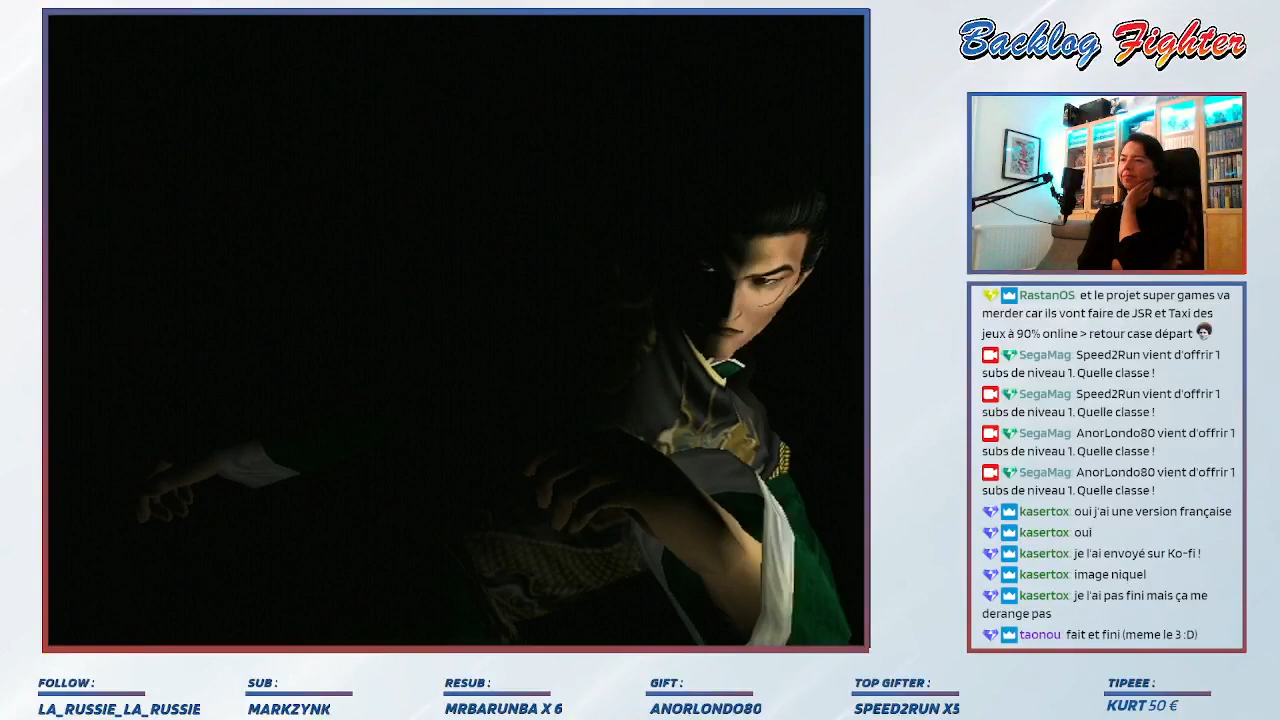 Backlog Fighter
RastanOS et le projet super games va
merder car ils vont faire de JSR et Taxi des
jeux à 90% online > retour case départ
SegaMag: Speed2Run vient d'offrir 1
subs de niveau 1. Quelle classe !
SegaMag: Speed2Run vient d'offrir 1
subs de niveau 1. Quelle classe !
SegaMag: AnorLondo80 vient d'offrir 1
subs de niveau 1. Quelle classe !
SegaMag: AnorLondo80 vient d'offrir 1
subs de niveau 1. Quelle classe !
kasertox: oui j'ai une version française
kasertox: oui
kasertox: je l'ai envoyé sur Ko-fi !
kasertox: image niquel
kasertox: je l'ai pas fini mais ça me
derange pas
taonou: fait et fini (meme le 3 :D)
FOLLOW : SUB : RESUB : GIFT : TOP GIFTER : TIPEEE :
LA_RUSSIE_LA_RUSSIE MARKZYNK MRBARUNBA X 6 ANORLONDO80 SPEED2RUN X5 KURT 50 €